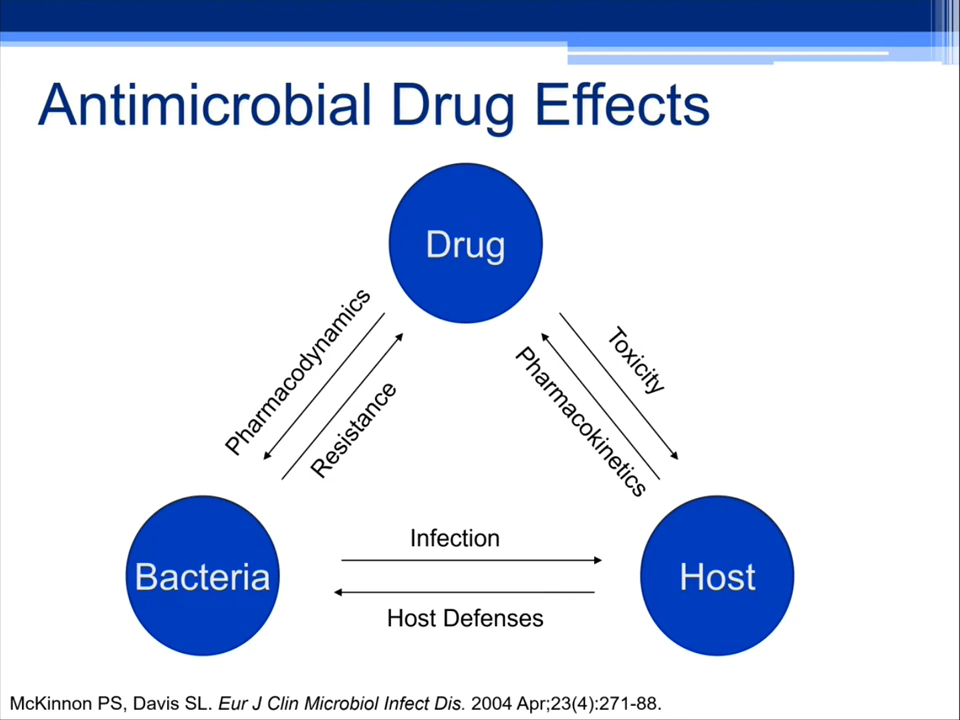 Antimicrobial Drug Effects
Drug
Pharmacodynamics
Resistance
Toxicity
Pharmacokinetics
Infection
Bacteria
Host
Host Defenses
McKinnon PS, Davis SL. Eur J Clin Microbiol Infect Dis. 2004 Apr;23(4):271-88.